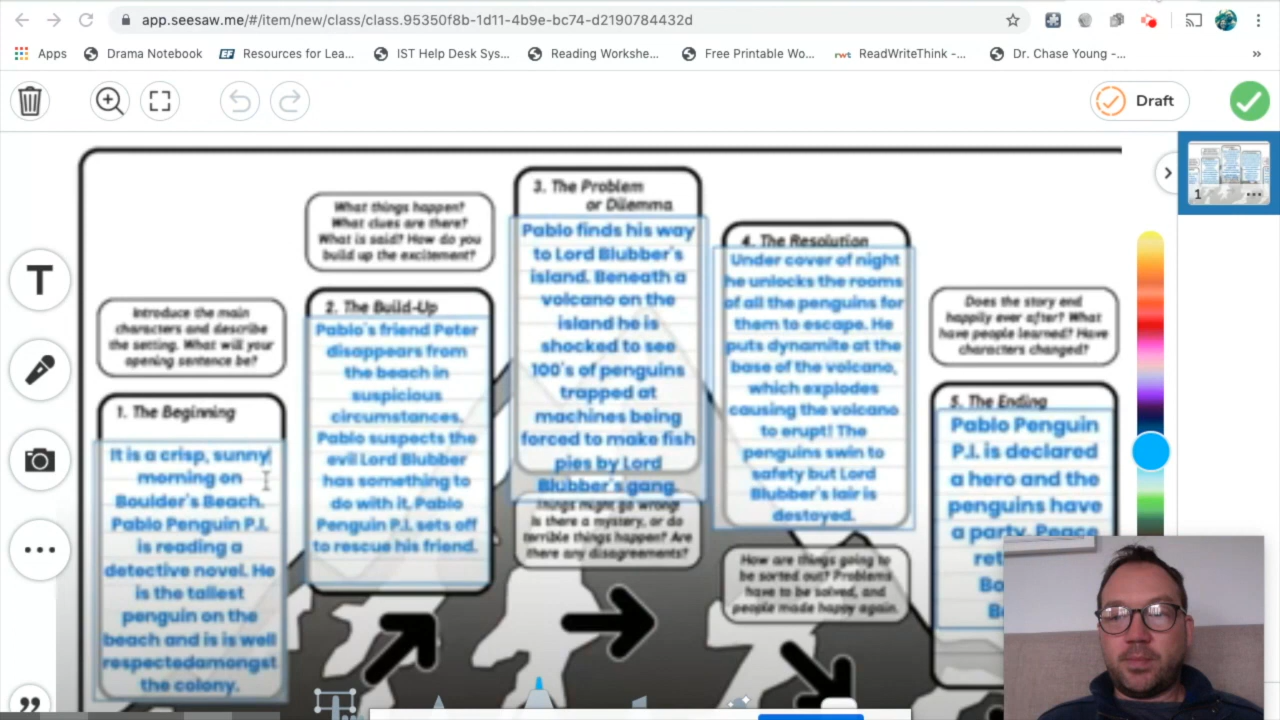 app.seesaw.me/#/item/new/class/class.95350f8b-1d11-4b9e-bc74-d2190784432d
Apps
Drama Notebook
EF Resources for Lea...
IST Help Desk Sys...
Reading Workshe...
Free Printable Wo...
rwt ReadWriteThink -...
Dr. Chase Young -...
»
Draft
T
1
What things happen?
What clues are there?
What is said? How do you
build up the excitement?
3. The Problem
or Dilemma
Pablo finds his way
to Lord Blubber's
island. Beneath a
volcano on the
island he is
shocked to see
100's of penguins
trapped at
machines being
forced to make fish
pies by Lord
Blubber's gang.
Things might go wrong!
Is there a mystery, or do
terrible things happen? Are
there any disagreements?
4. The Resolution
Under cover of night
he unlocks the rooms
of all the penguins for
them to escape. He
puts dynamite at the
base of the volcano,
which explodes
causing the volcano
to erupt! The
penguins swin to
safety but Lord
Blubber's lair is
destoyed.
How are things going to
be sorted out? Problems
have to be solved, and
people made happy again.
Introduce the main
characters and describe
the setting. What will your
opening sentence be?
2. The Build-Up
Pablo's friend Peter
disappears from
the beach in
suspicious
circumstances.
Pablo suspects the
evil Lord Blubber
has something to
do with it. Pablo
Penguin P.I. sets off
to rescue his friend.
Does the story end
happily ever after? What
have people learned? Have
characters changed?
1. The Beginning
It is a crisp, sunny
morning on
Boulder's Beach.
Pablo Penguin P.I.
is reading a
detective novel. He
is the tallest
penguin on the
beach and is is well
respectedamongst
the colony.
5. The Ending
Pablo Penguin
P.I. is declared
a hero and the
penguins have
a party. Peace
ret
Bo
B